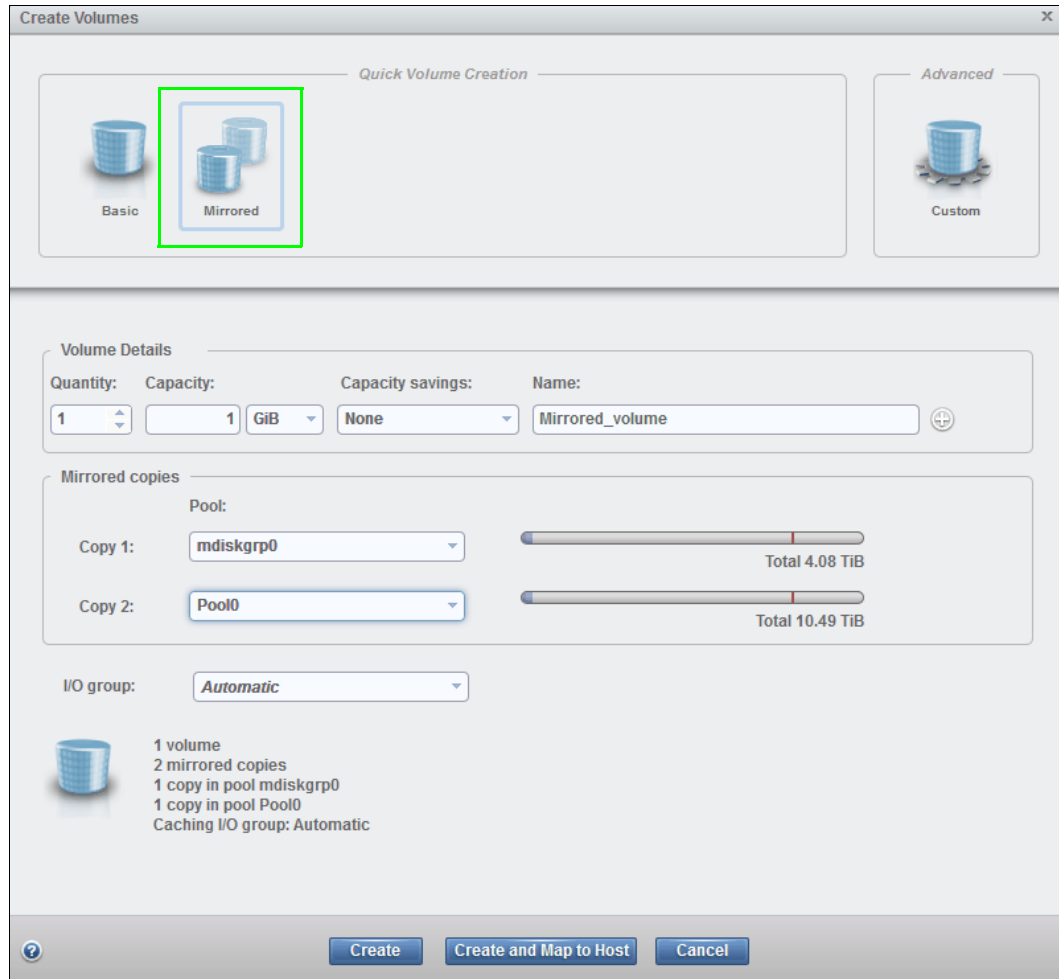 Create Volumes x
Quick Volume Creation
Advanced
Basic
Mirrored
Custom
Volume Details
Quantity: Capacity: Capacity savings: Name:
1 1 GiB None Mirrored_volume
Mirrored copies
Pool:
Copy 1: mdiskgrp0
Total 4.08 TiB
Copy 2: Pool0
Total 10.49 TiB
I/O group: Automatic
1 volume
2 mirrored copies
1 copy in pool mdiskgrp0
1 copy in pool Pool0
Caching I/O group: Automatic
? Create Create and Map to Host Cancel